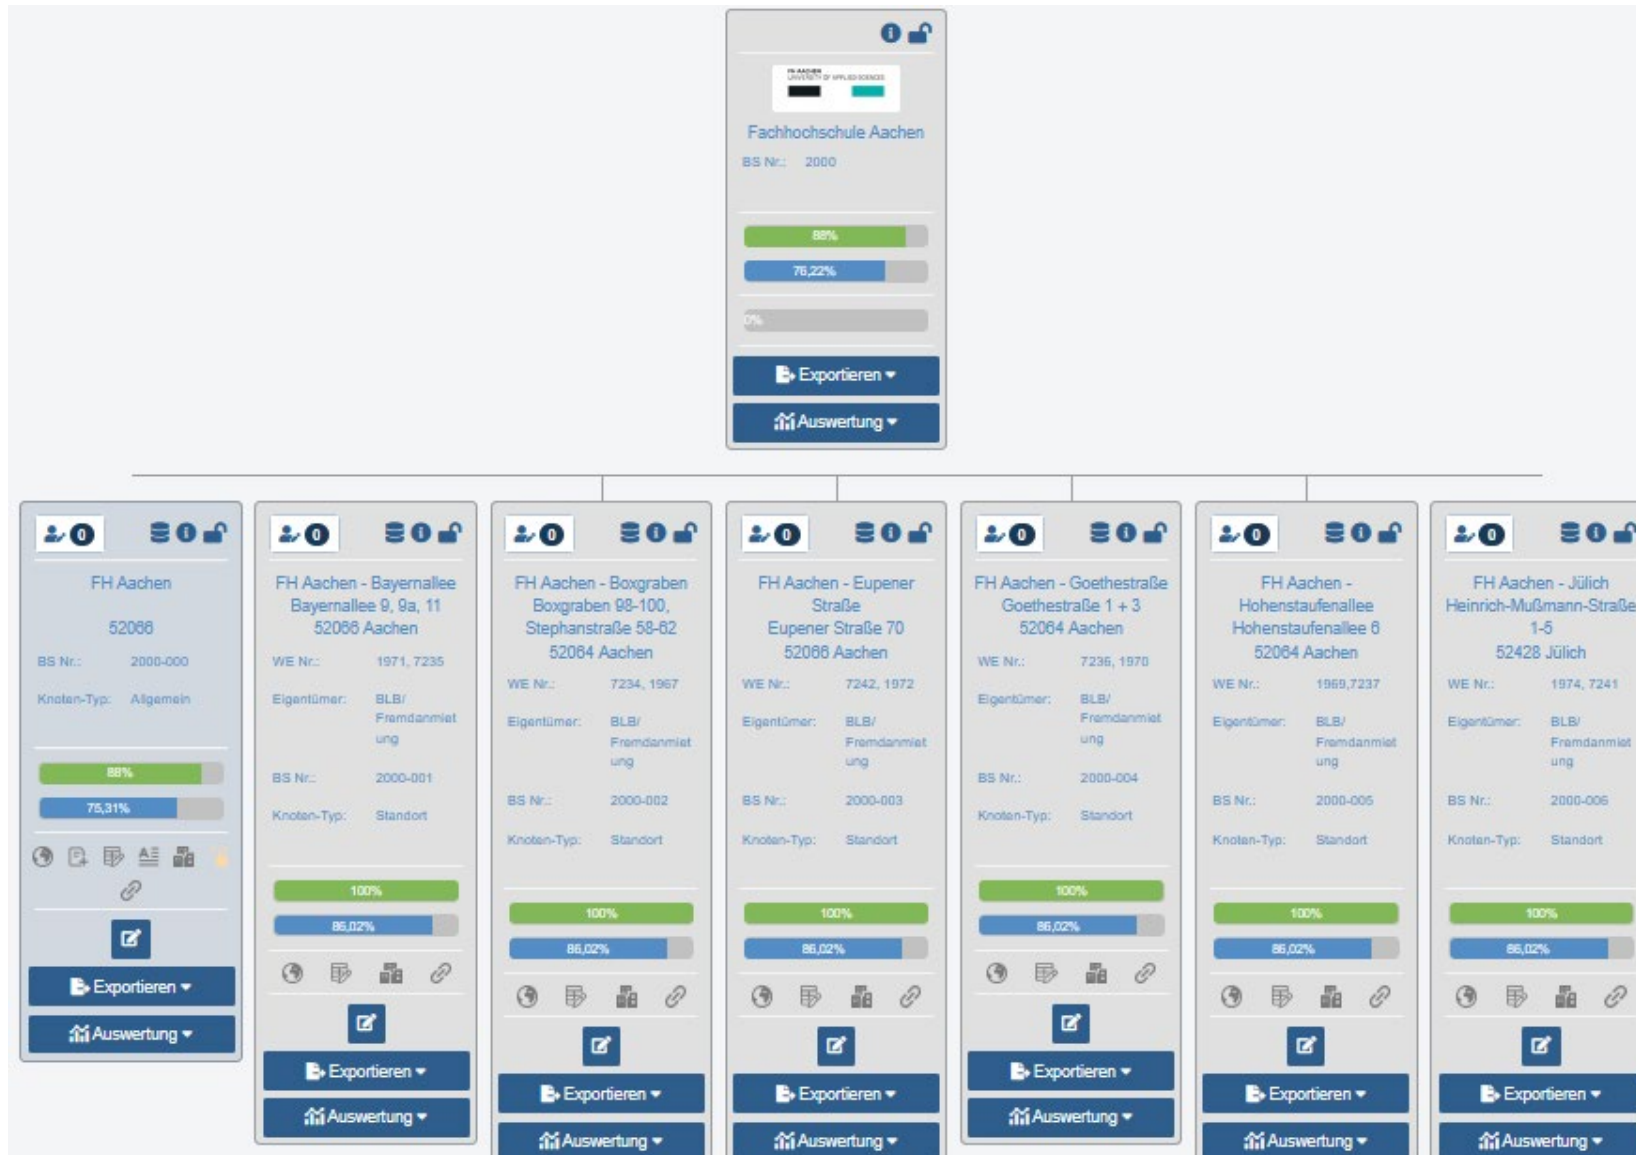 FH AACHEN
UNIVERSITY OF APPLIED SCIENCES
Fachhochschule Aachen
BS Nr.: 2000
88%
76,22%
0%
Exportieren
Auswertung
0
FH Aachen
52066
BS Nr.: 2000-000
Knoten-Typ: Allgemein
88%
75,31%
Exportieren
Auswertung
0
FH Aachen - Bayernallee
Bayernallee 9, 9a, 11
52066 Aachen
WE Nr.: 1971, 7235
Eigentümer: BLB/
Fremdanmiet
ung
BS Nr.: 2000-001
Knoten-Typ: Standort
100%
86,02%
Exportieren
Auswertung
0
FH Aachen - Boxgraben
Boxgraben 98-100,
Stephanstraße 58-62
52064 Aachen
WE Nr.: 7234, 1967
Eigentümer: BLB/
Fremdanmiet
ung
BS Nr.: 2000-002
Knoten-Typ: Standort
100%
86,02%
Exportieren
Auswertung
0
FH Aachen - Eupener
Straße
Eupener Straße 70
52066 Aachen
WE Nr.: 7242, 1972
Eigentümer: BLB/
Fremdanmiet
ung
BS Nr.: 2000-003
Knoten-Typ: Standort
100%
86,02%
Exportieren
Auswertung
0
FH Aachen - Goethestraße
Goethestraße 1 + 3
52064 Aachen
WE Nr.: 7236, 1970
Eigentümer: BLB/
Fremdanmiet
ung
BS Nr.: 2000-004
Knoten-Typ: Standort
100%
86,02%
Exportieren
Auswertung
0
FH Aachen -
Hohenstaufenallee
Hohenstaufenallee 6
52064 Aachen
WE Nr.: 1969,7237
Eigentümer: BLB/
Fremdanmiet
ung
BS Nr.: 2000-005
Knoten-Typ: Standort
100%
86,02%
Exportieren
Auswertung
0
FH Aachen - Jülich
Heinrich-Mußmann-Straße
1-5
52428 Jülich
WE Nr.: 1974, 7241
Eigentümer: BLB/
Fremdanmiet
ung
BS Nr.: 2000-006
Knoten-Typ: Standort
100%
86,02%
Exportieren
Auswertung